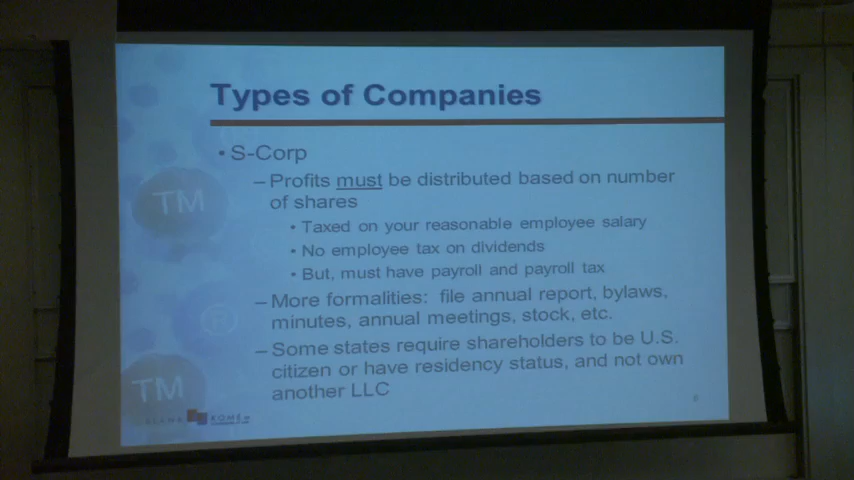 Types of Companies
• S-Corp
– Profits must be distributed based on number
of shares
• Taxed on your reasonable employee salary
• No employee tax on dividends
• But, must have payroll and payroll tax
– More formalities: file annual report, bylaws,
minutes, annual meetings, stock, etc.
– Some states require shareholders to be U.S.
citizen or have residency status, and not own
another LLC
TM
TM